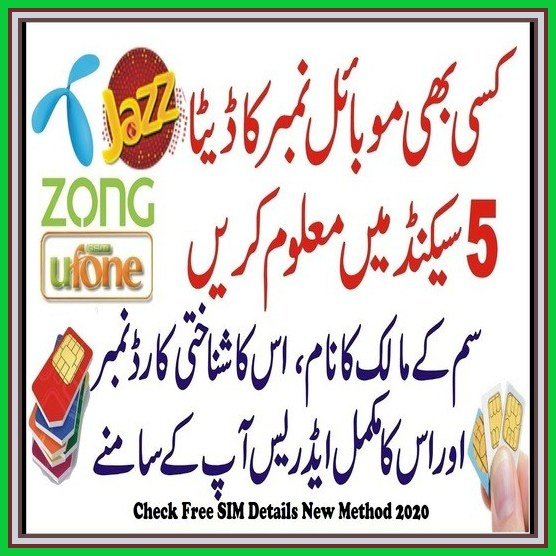 کسی بھی موبائل نمبر کا ڈیٹا
5 سیکنڈ میں معلوم کریں
Jazz
ZONG
ufone
سم کے مالک کا نام، اس کا شناختی کارڈ نمبر
اور اس کا مکمل ایڈریس آپ کے سامنے
Check Free SIM Details New Method 2020